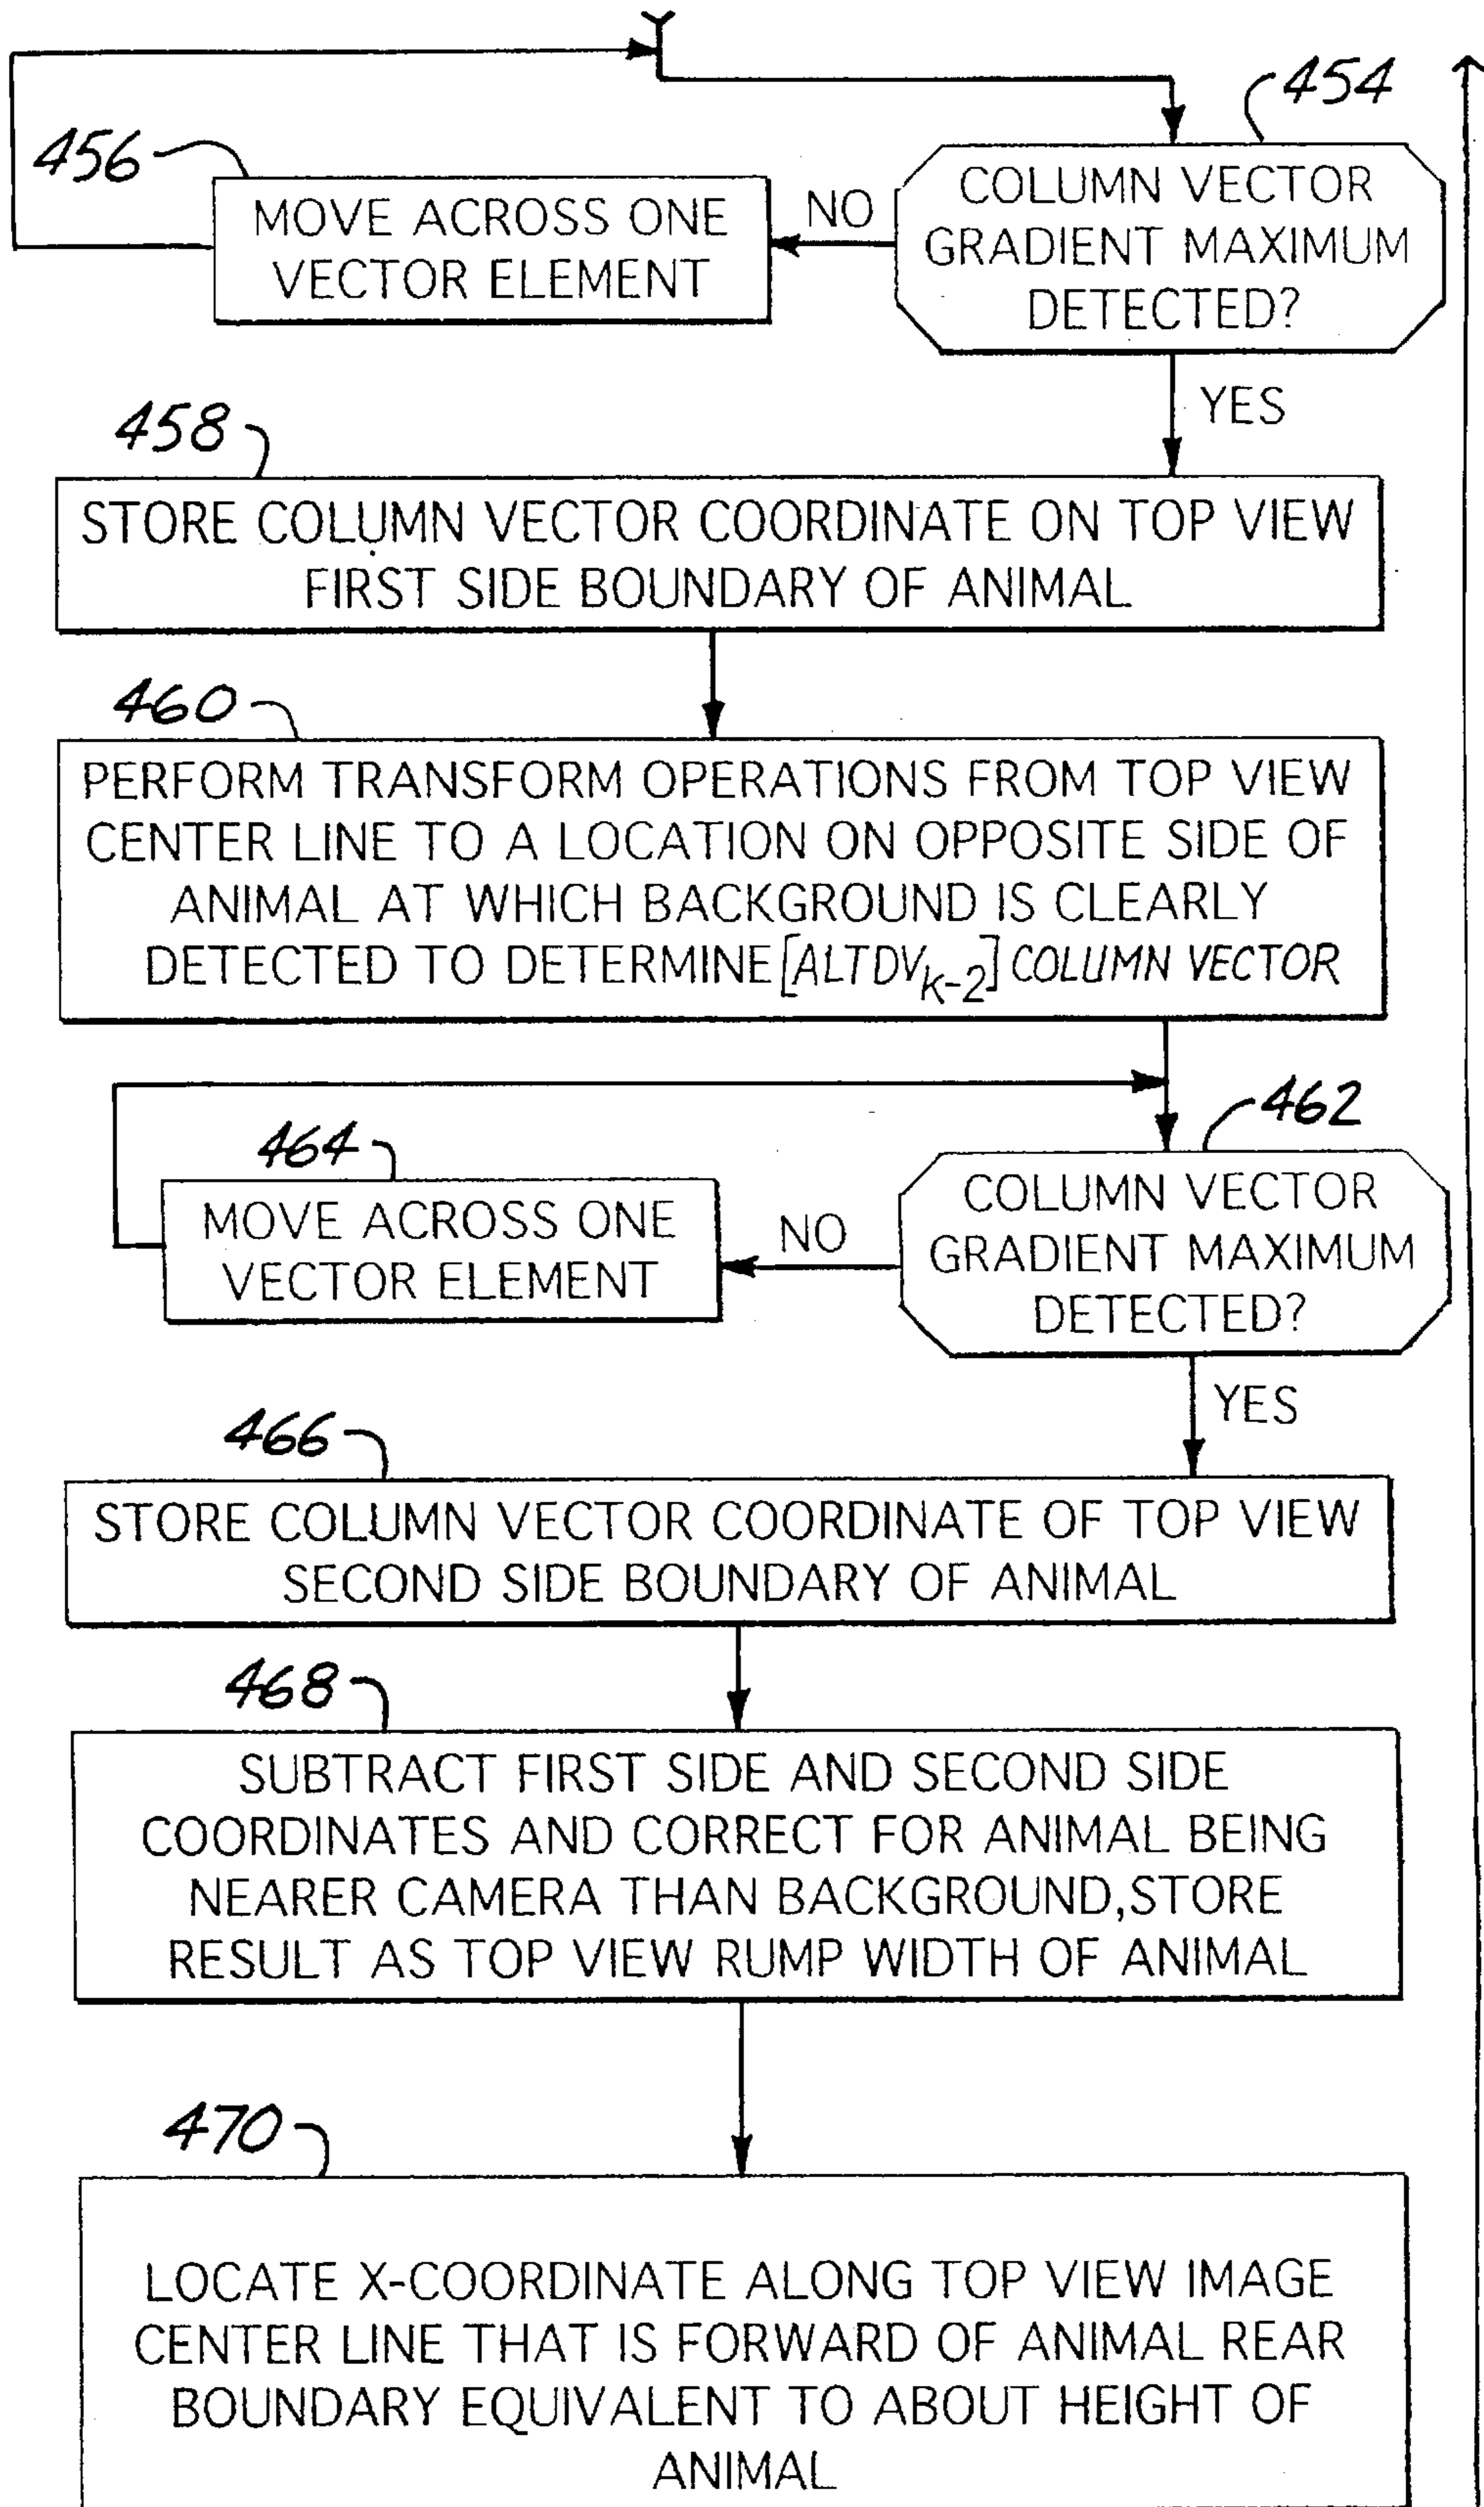 454
COLUMN VECTOR
GRADIENT MAXIMUM
DETECTED?
NO
456
MOVE ACROSS ONE
VECTOR ELEMENT
YES
458
STORE COLUMN VECTOR COORDINATE ON TOP VIEW
FIRST SIDE BOUNDARY OF ANIMAL
460
PERFORM TRANSFORM OPERATIONS FROM TOP VIEW
CENTER LINE TO A LOCATION ON OPPOSITE SIDE OF
ANIMAL AT WHICH BACKGROUND IS CLEARLY
DETECTED TO DETERMINE [ALTDV_{K-2}] COLUMN VECTOR
462
COLUMN VECTOR
GRADIENT MAXIMUM
DETECTED?
NO
464
MOVE ACROSS ONE
VECTOR ELEMENT
YES
466
STORE COLUMN VECTOR COORDINATE OF TOP VIEW
SECOND SIDE BOUNDARY OF ANIMAL
468
SUBTRACT FIRST SIDE AND SECOND SIDE
COORDINATES AND CORRECT FOR ANIMAL BEING
NEARER CAMERA THAN BACKGROUND, STORE
RESULT AS TOP VIEW RUMP WIDTH OF ANIMAL
470
LOCATE X-COORDINATE ALONG TOP VIEW IMAGE
CENTER LINE THAT IS FORWARD OF ANIMAL REAR
BOUNDARY EQUIVALENT TO ABOUT HEIGHT OF
ANIMAL